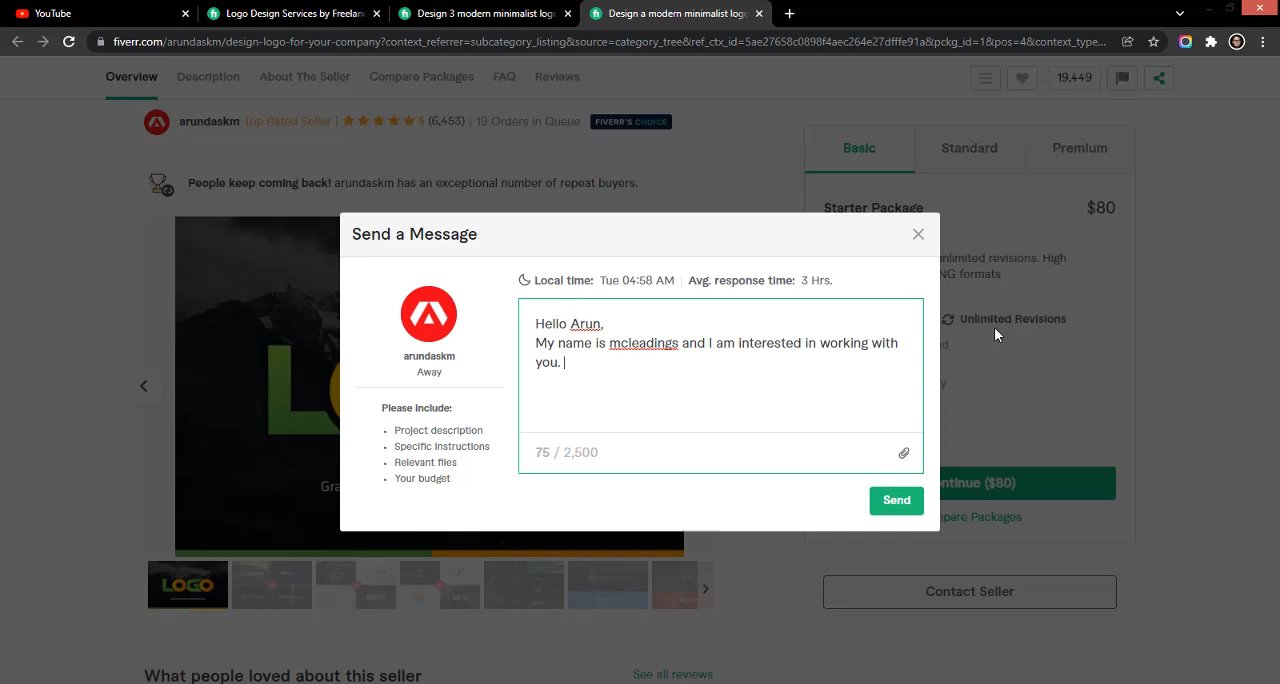 YouTube
Logo Design Services by Freelanc
Design 3 modern minimalist logo
Design a modern minimalist logo
fiverr.com/arundaskm/design-logo-for-your-company?context_referrer=subcategory_listing&source=category_tree&ref_ctx_id=5ae27658c0898f4aec264e27dfffe91a&pckg_id=1&pos=4&context_type...
Overview Description About The Seller Compare Packages FAQ Reviews
19,449
arundaskm Top Rated Seller | 5 (6,453) | 19 Orders in Queue FIVERR'S CHOICE
People keep coming back! arundaskm has an exceptional number of repeat buyers.
Basic Standard Premium
Starter Package $80
unlimited revisions. High
NG formats
Unlimited Revisions
Continue ($80)
Compare Packages
Contact Seller
Send a Message
Local time: Tue 04:58 AM | Avg. response time: 3 Hrs.
arundaskm
Away
Please include:
• Project description
• Specific instructions
• Relevant files
• Your budget
Hello Arun,
My name is mcleadings and I am interested in working with
you.
75 / 2,500
Send
LOGO
What people loved about this seller
See all reviews